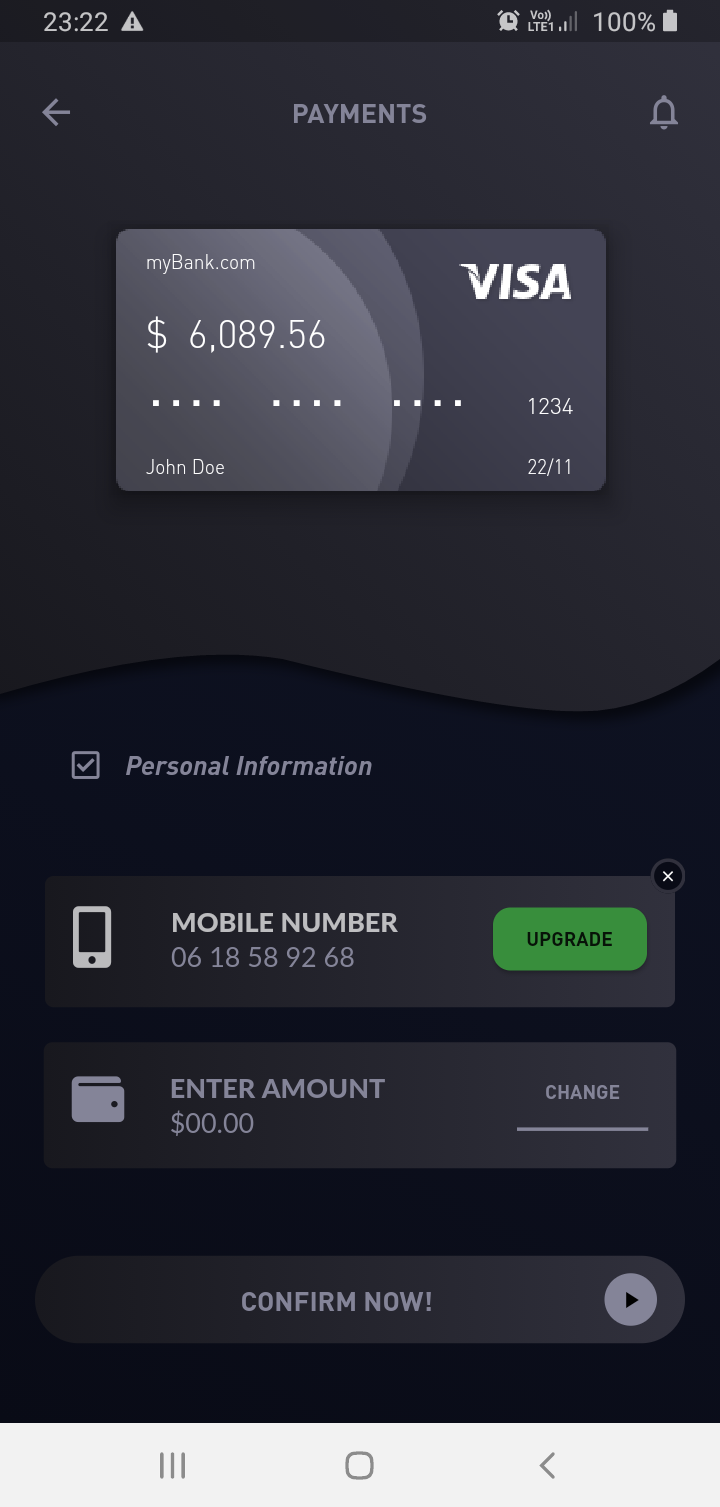 23:22 Vo)) LTE1 100%
PAYMENTS
myBank.com VISA
$ 6,089.56
.... .... .... 1234
John Doe 22/11
Personal Information
MOBILE NUMBER
06 18 58 92 68
UPGRADE
ENTER AMOUNT
$00.00
CHANGE
CONFIRM NOW!